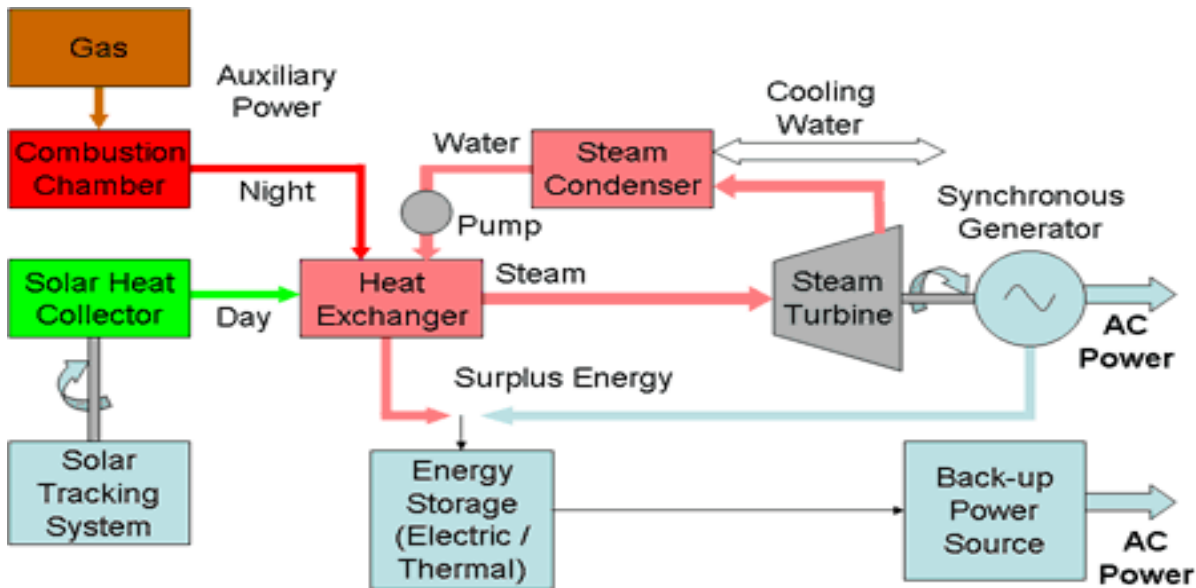 Gas
Auxiliary
Power
Combustion
Chamber
Night
Water
Steam
Condenser
Cooling
Water
Pump
Synchronous
Generator
Solar Heat
Collector
Day
Heat
Exchanger
Steam
Steam
Turbine
AC
Power
Surplus Energy
Solar
Tracking
System
Energy
Storage
(Electric /
Thermal)
Back-up
Power
Source
AC
Power